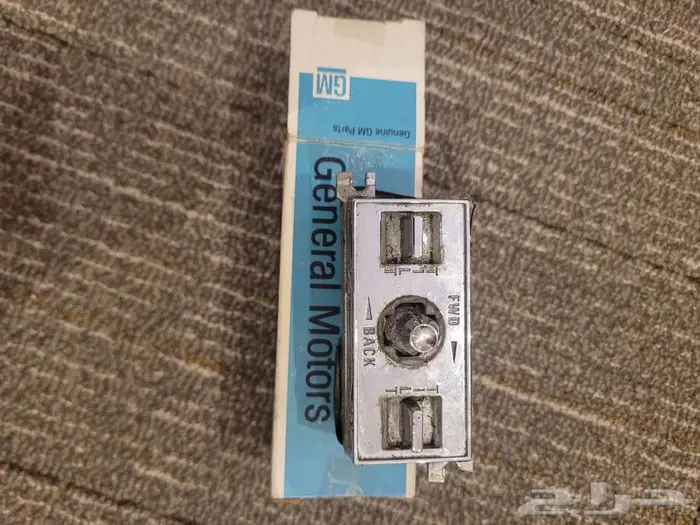 GM
Genuine GM Parts
General Motors
FWD
BACK
حراج